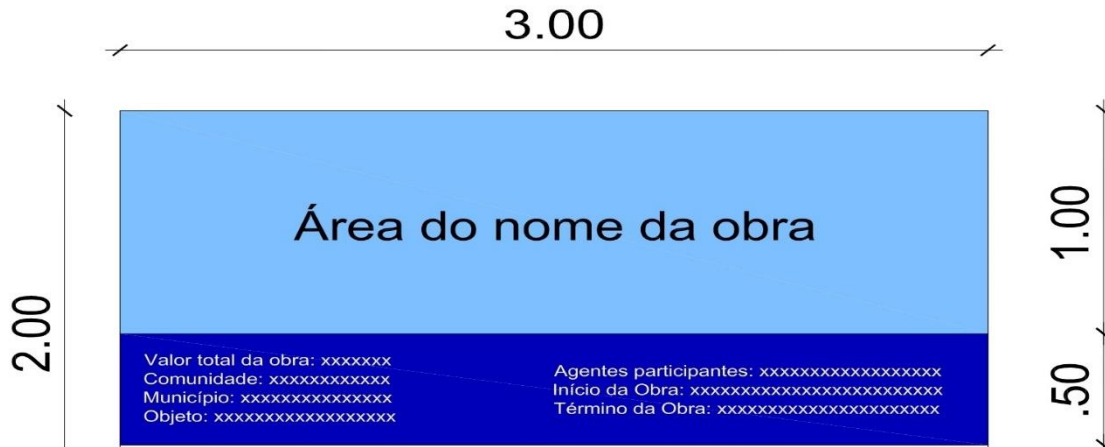 3.00
Área do nome da obra
1.00
2.00
Valor total da obra: xxxxxxx
Comunidade: xxxxxxxxxxxx
Município: xxxxxxxxxxxxxxx
Objeto: xxxxxxxxxxxxxxxxxx
Agentes participantes: xxxxxxxxxxxxxxxxxx
Início da Obra: xxxxxxxxxxxxxxxxxxxxxxxxx
Término da Obra: xxxxxxxxxxxxxxxxxxxxxx
.50